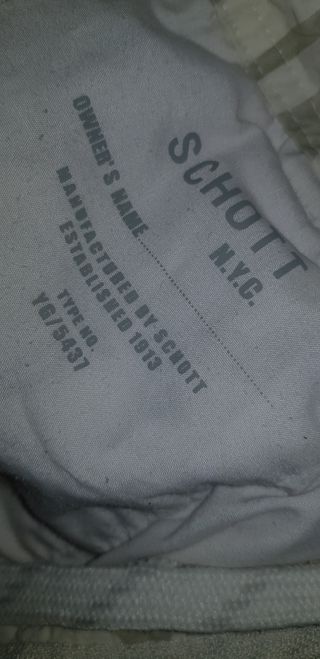 SCHOTT
N.Y.C.
OWNER'S NAME
MANUFACTURED BY SCHOTT
ESTABLISHED 1913
TYPE NO.
YG/5437